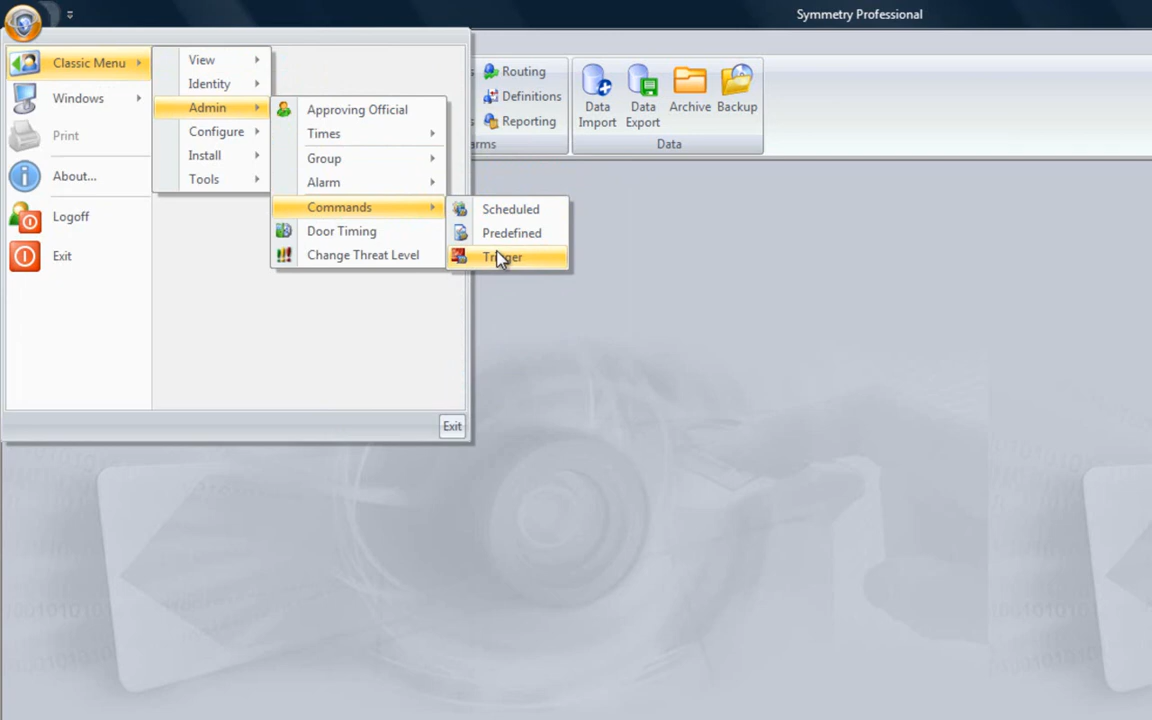 Symmetry Professional
Classic Menu
Windows
Print
About...
Logoff
Exit
View
Identity
Admin
Configure
Install
Tools
Approving Official
Times
Group
Alarm
Commands
Door Timing
Change Threat Level
Scheduled
Predefined
Trigger
Exit
Routing
Definitions
Reporting
arms
Data Import
Data Export
Archive
Backup
Data